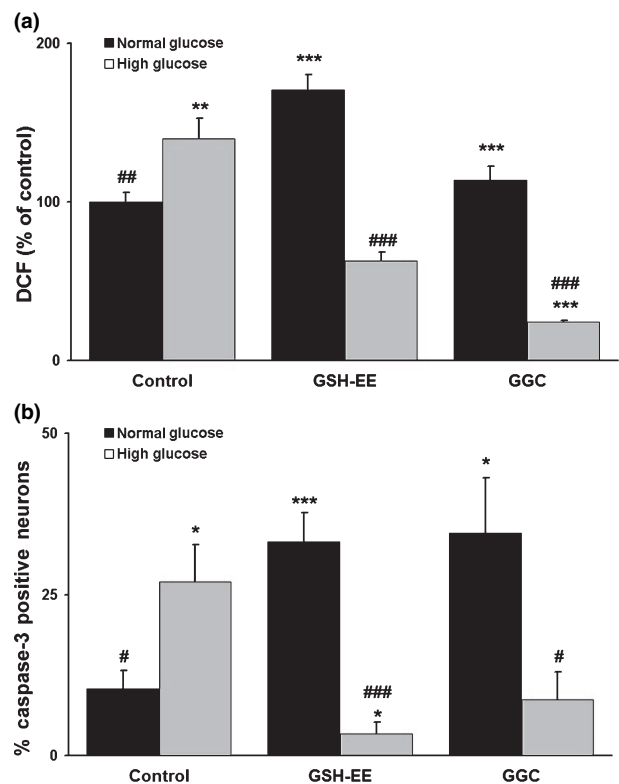 (a)
200
Normal glucose
High glucose
***
**
##
***
100
###
###
***
0
DCF (% of control)
Control GSH-EE GGC
(b)
50
Normal glucose
High glucose
*
***
*
25
#
###
*
#
0
% caspase-3 positive neurons
Control GSH-EE GGC